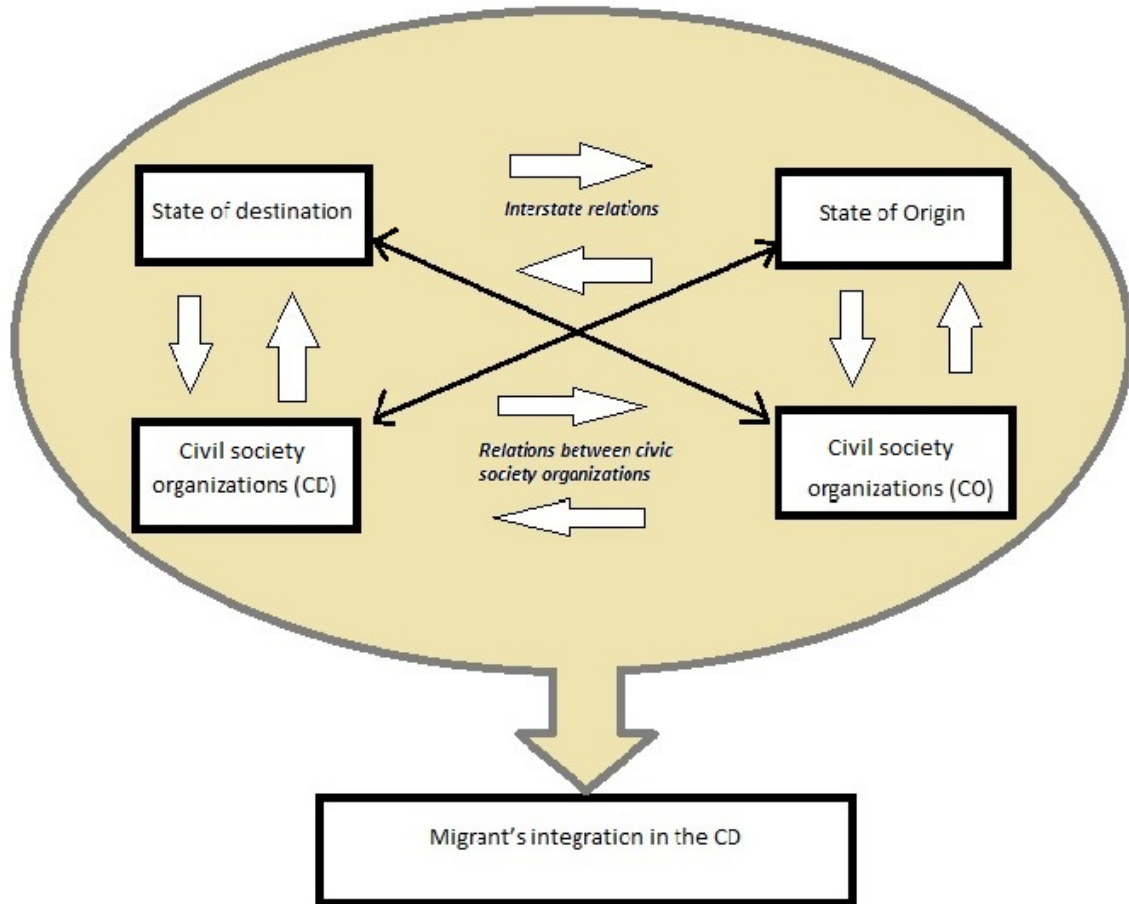 State of destination
Interstate relations
State of Origin
Civil society
organizations (CD)
Relations between civic
society organizations
Civil society
organizations (CO)
Migrant's integration in the CD